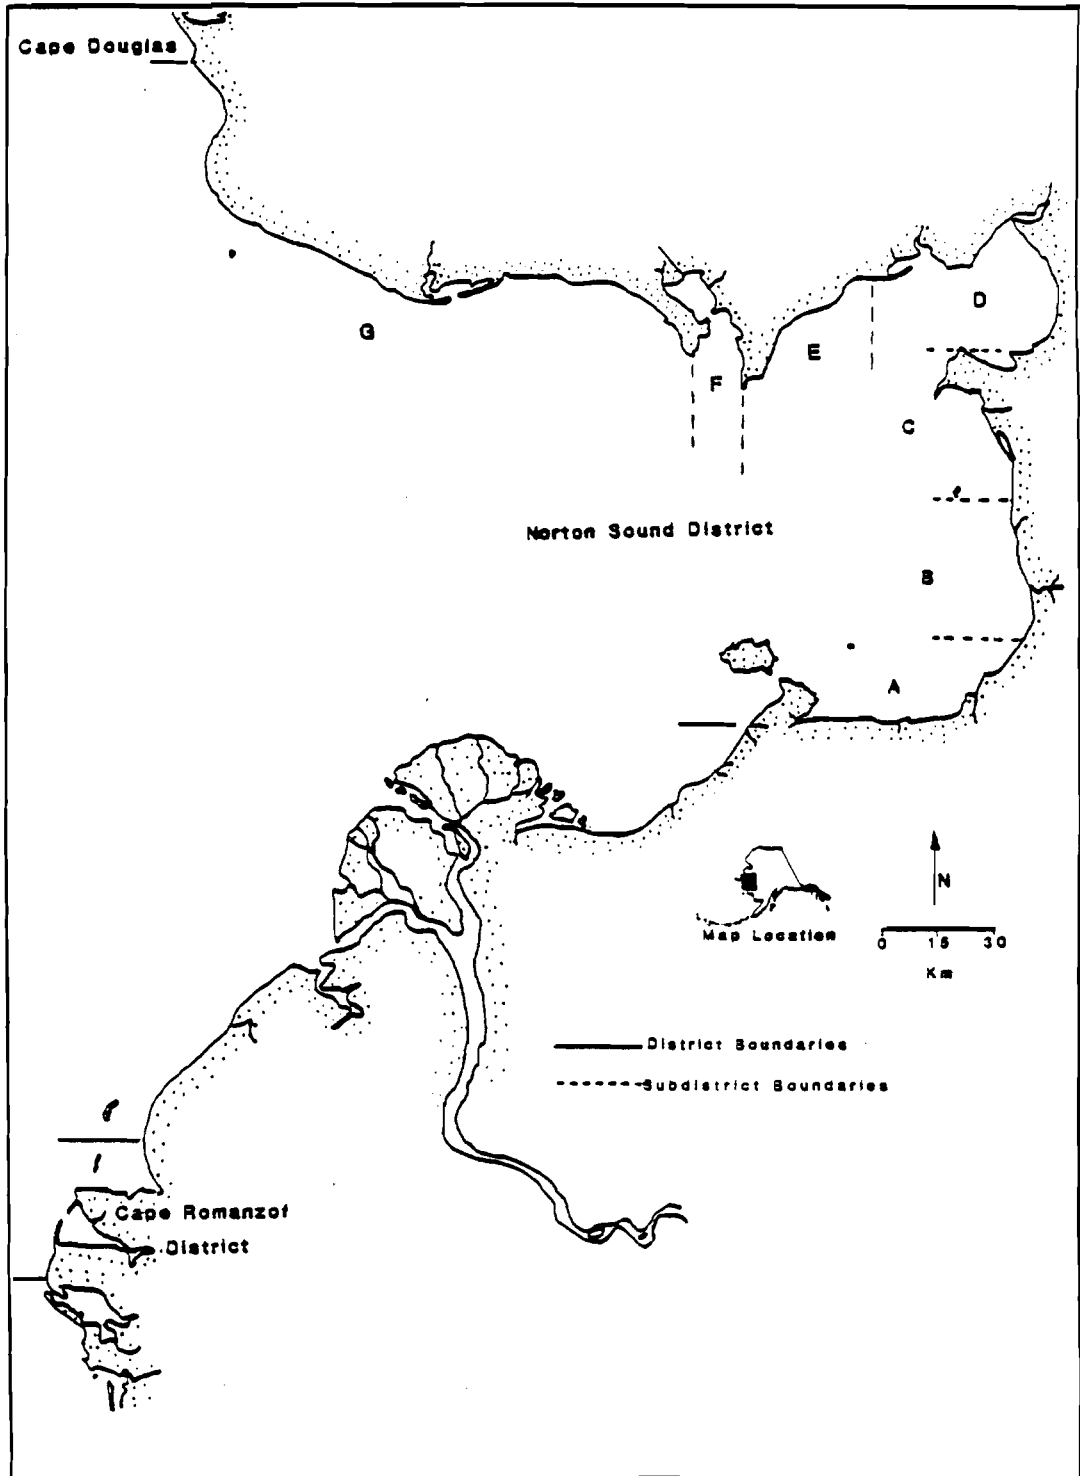 Cape Douglas
D
G
E
F
C
Norton Sound District
B
A
N
Map Location
0 15 30
Km
District Boundaries
Subdistrict Boundaries
Cape Romanzof
District